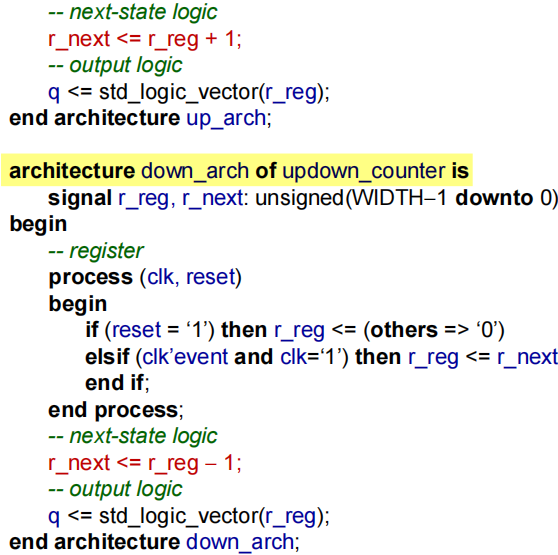 -- next-state logic
r_next <= r_reg + 1;
-- output logic
q <= std_logic_vector(r_reg);
end architecture up_arch;
architecture down_arch of updown_counter is
signal r_reg, r_next: unsigned(WIDTH−1 downto 0)
begin
-- register
process (clk, reset)
begin
if (reset = ‘1’) then r_reg <= (others => ‘0’)
elsif (clk’event and clk=‘1’) then r_reg <= r_next
end if;
end process;
-- next-state logic
r_next <= r_reg − 1;
-- output logic
q <= std_logic_vector(r_reg);
end architecture down_arch;